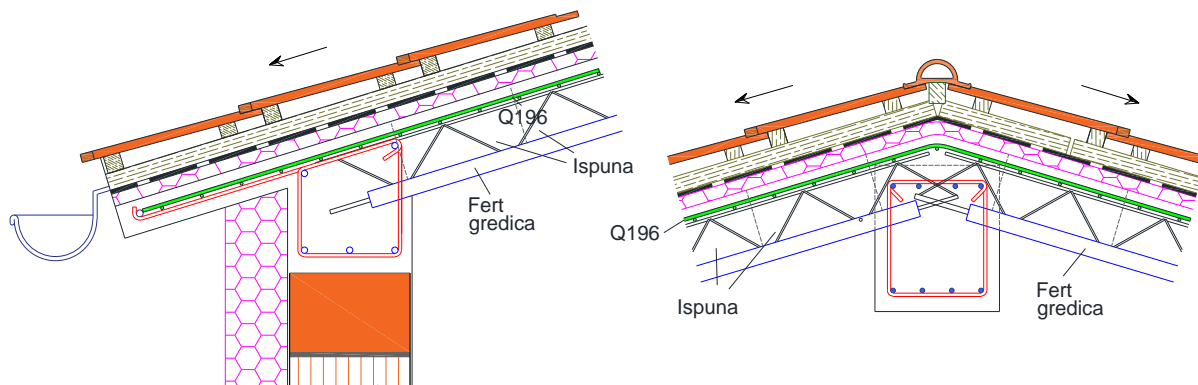 Q196
Ispuna
Fert
gredica
Q196
Ispuna
Fert
gredica